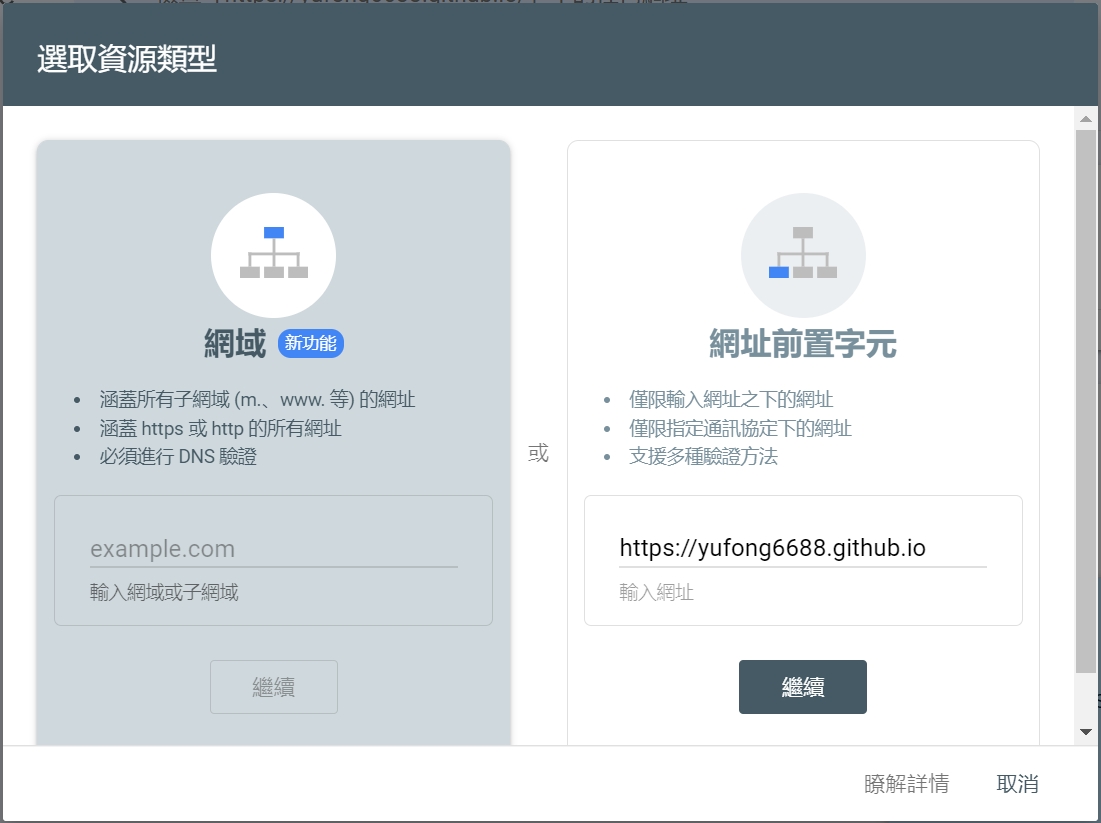 選取資源類型
網域 新功能
涵蓋所有子網域 (m.、www. 等) 的網址
涵蓋 https 或 http 的所有網址
必須進行 DNS 驗證
example.com
輸入網域或子網域
繼續
或
網址前置字元
僅限輸入網址之下的網址
僅限指定通訊協定下的網址
支援多種驗證方法
https://yufong6688.github.io
輸入網址
繼續
瞭解詳情
取消